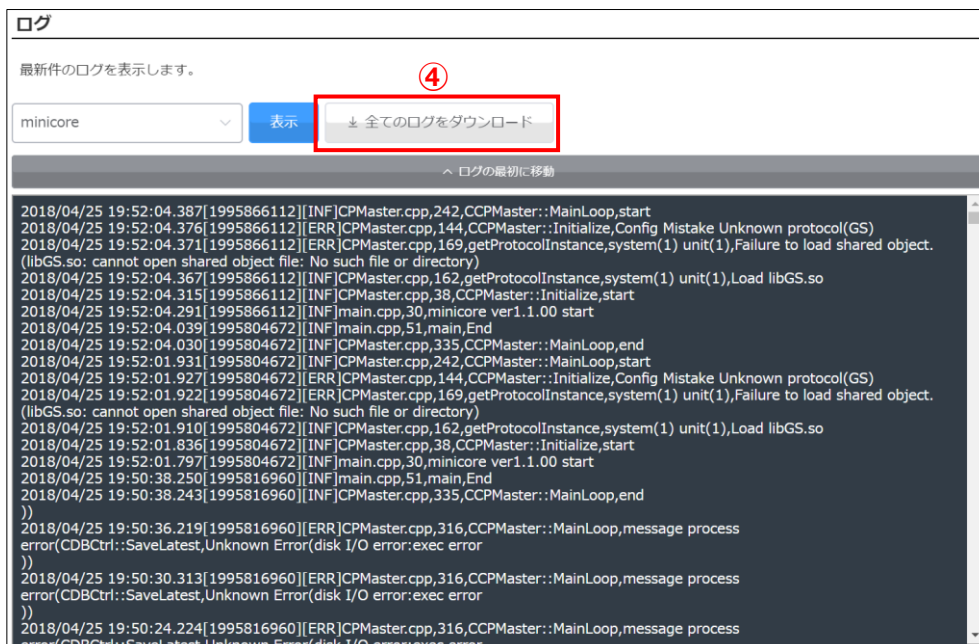 ログ
最新件のログを表示します。
④
minicore
表示
全てのログをダウンロード
ログの最初に移動
2018/04/25 19:52:04.387[1995866112][INF]CPMaster.cpp,242,CCPMaster::MainLoop,start
2018/04/25 19:52:04.376[1995866112][ERR]CPMaster.cpp,144,CCPMaster::Initialize,Config Mistake Unknown protocol(GS)
2018/04/25 19:52:04.371[1995866112][ERR]CPMaster.cpp,169,getProtocolInstance,system(1) unit(1),Failure to load shared object.
(libGS.so: cannot open shared object file: No such file or directory)
2018/04/25 19:52:04.367[1995866112][INF]CPMaster.cpp,162,getProtocolInstance,system(1) unit(1),Load libGS.so
2018/04/25 19:52:04.315[1995866112][INF]CPMaster.cpp,38,CCPMaster::Initialize,start
2018/04/25 19:52:04.291[1995866112][INF]main.cpp,30,minicore ver1.1.00 start
2018/04/25 19:52:04.039[1995804672][INF]main.cpp,51,main,End
2018/04/25 19:52:04.030[1995804672][INF]CPMaster.cpp,335,CCPMaster::MainLoop,end
2018/04/25 19:52:01.931[1995804672][INF]CPMaster.cpp,242,CCPMaster::MainLoop,start
2018/04/25 19:52:01.927[1995804672][ERR]CPMaster.cpp,144,CCPMaster::Initialize,Config Mistake Unknown protocol(GS)
2018/04/25 19:52:01.922[1995804672][ERR]CPMaster.cpp,169,getProtocolInstance,system(1) unit(1),Failure to load shared object.
(libGS.so: cannot open shared object file: No such file or directory)
2018/04/25 19:52:01.910[1995804672][INF]CPMaster.cpp,162,getProtocolInstance,system(1) unit(1),Load libGS.so
2018/04/25 19:52:01.836[1995804672][INF]CPMaster.cpp,38,CCPMaster::Initialize,start
2018/04/25 19:52:01.797[1995804672][INF]main.cpp,30,minicore ver1.1.00 start
2018/04/25 19:50:38.250[1995816960][INF]main.cpp,51,main,End
2018/04/25 19:50:38.243[1995816960][INF]CPMaster.cpp,335,CCPMaster::MainLoop,end
))
2018/04/25 19:50:36.219[1995816960][ERR]CPMaster.cpp,316,CCPMaster::MainLoop,message process
error(CDBCtrl::SaveLatest,Unknown Error(disk I/O error:exec error
))
2018/04/25 19:50:30.313[1995816960][ERR]CPMaster.cpp,316,CCPMaster::MainLoop,message process
error(CDBCtrl::SaveLatest,Unknown Error(disk I/O error:exec error
))
2018/04/25 19:50:24.224[1995816960][ERR]CPMaster.cpp,316,CCPMaster::MainLoop,message process
error(CDBCtrl::SaveLatest,Unknown Error(disk I/O error:exec error